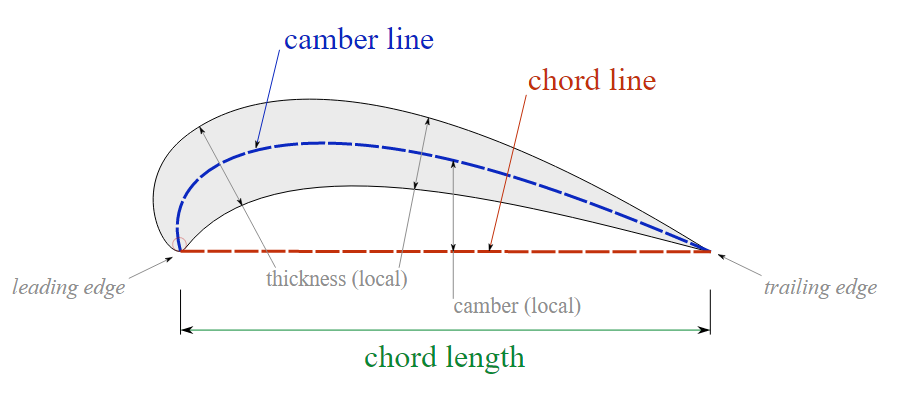 camber line
chord line
thickness (local)
leading edge
trailing edge
camber (local)
chord length